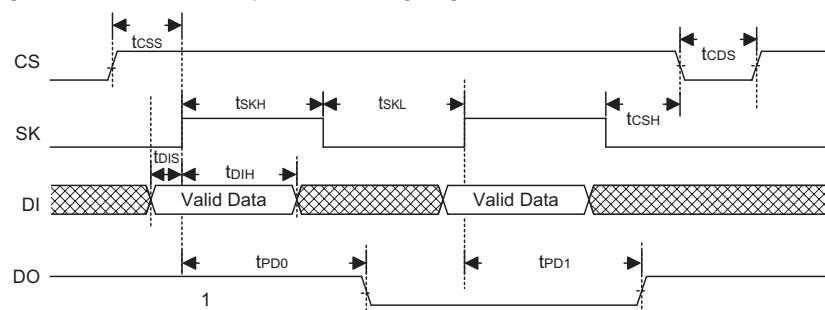 tCSS
tCDS
CS
tSKH
tSKL
tCSH
SK
tDIS
tDIH
DI
Valid Data
Valid Data
tPD0
tPD1
DO
1